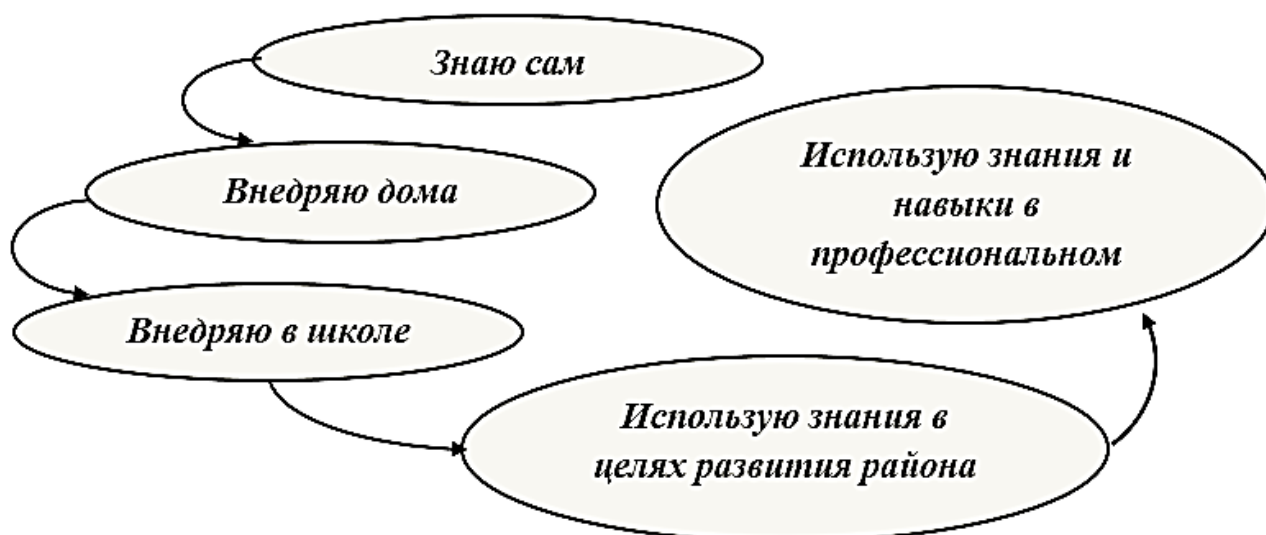 Знаю сам
Внедряю дома
Внедряю в школе
Использую знания в
целях развития района
Использую знания и
навыки в
профессиональном